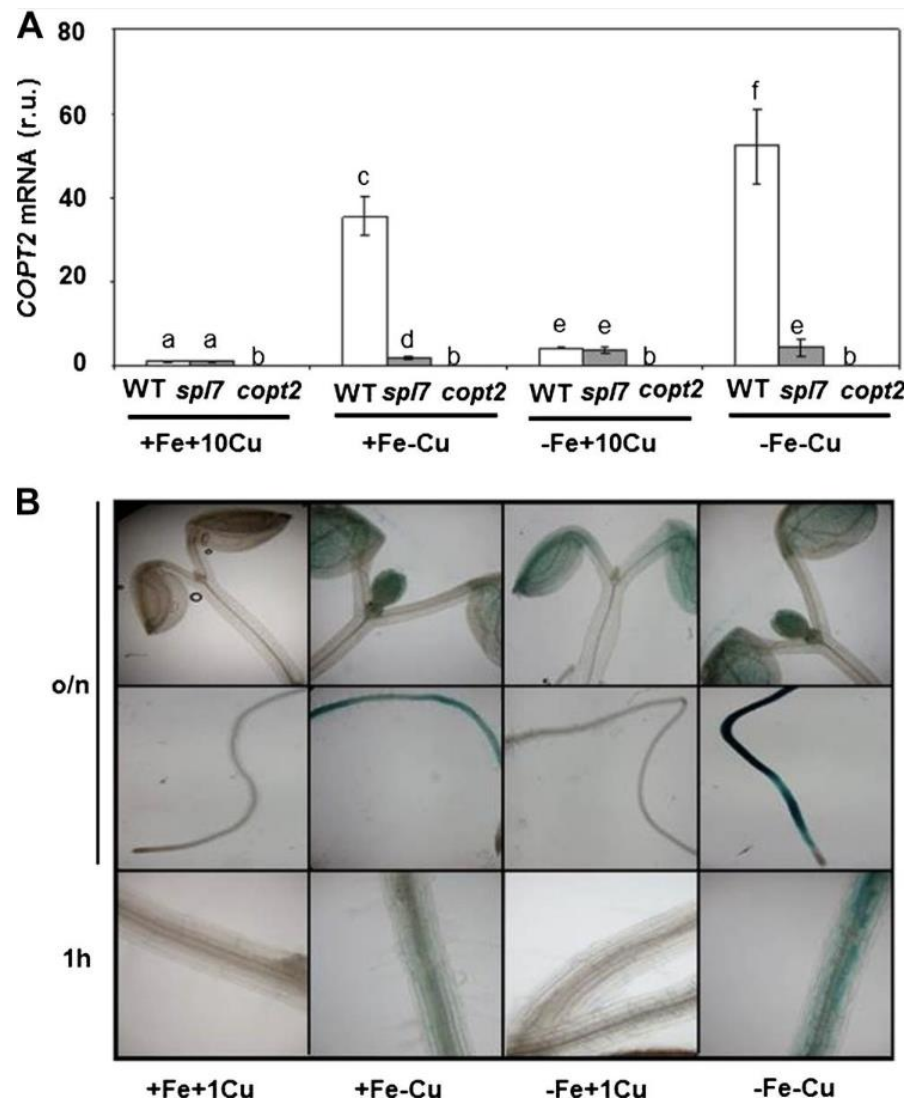 A
COPT2 mRNA (r.u.)
80
60
40
20
0
a a b
c d b
e e b
f e b
WT spl7 copt2 WT spl7 copt2 WT spl7 copt2 WT spl7 copt2
+Fe+10Cu +Fe-Cu -Fe+10Cu -Fe-Cu
B
o/n
1h
+Fe+1Cu +Fe-Cu -Fe+1Cu -Fe-Cu